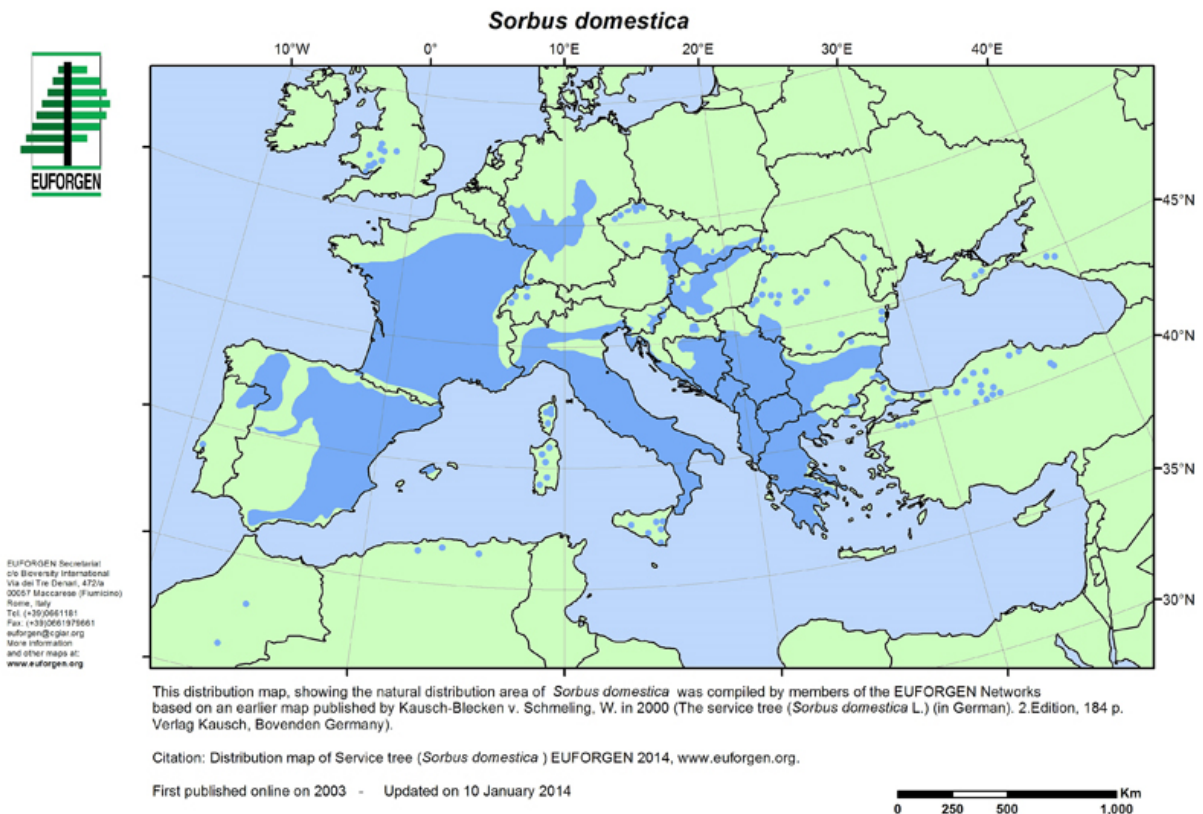 Sorbus domestica
10°W 0° 10°E 20°E 30°E 40°E
EUFORGEN
45°N
40°N
35°N
30°N
EUFORGEN Secretariat
c/o Bioversity International
Via dei Tre Denari, 472/a
00057 Maccarese (Fiumicino)
Rome, Italy
Tel. (+39)0661181
Fax: (+39)0661979661
euforgen@cgiar.org
More information
and other maps at:
www.euforgen.org
This distribution map, showing the natural distribution area of Sorbus domestica was compiled by members of the EUFORGEN Networks
based on an earlier map published by Kausch-Blecken v. Schmeling, W. in 2000 (The service tree (Sorbus domestica L.) (in German). 2.Edition, 184 p.
Verlag Kausch, Bovenden Germany).
Citation: Distribution map of Service tree (Sorbus domestica ) EUFORGEN 2014, www.euforgen.org.
First published online on 2003 - Updated on 10 January 2014
Km
0 250 500 1.000